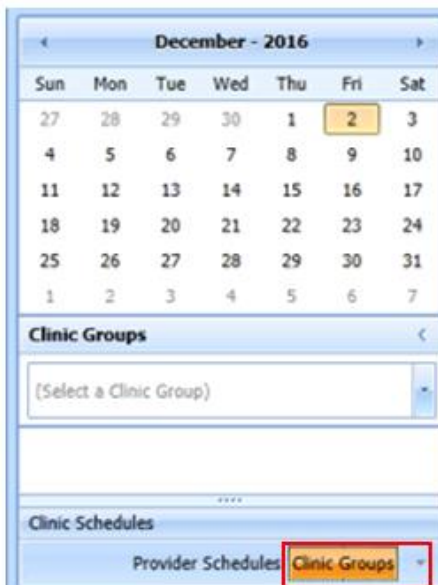 December - 2016
Sun Mon Tue Wed Thu Fri Sat
27 28 29 30 1 2 3
4 5 6 7 8 9 10
11 12 13 14 15 16 17
18 19 20 21 22 23 24
25 26 27 28 29 30 31
1 2 3 4 5 6 7
Clinic Groups
(Select a Clinic Group)
Clinic Schedules
Provider Schedules Clinic Groups